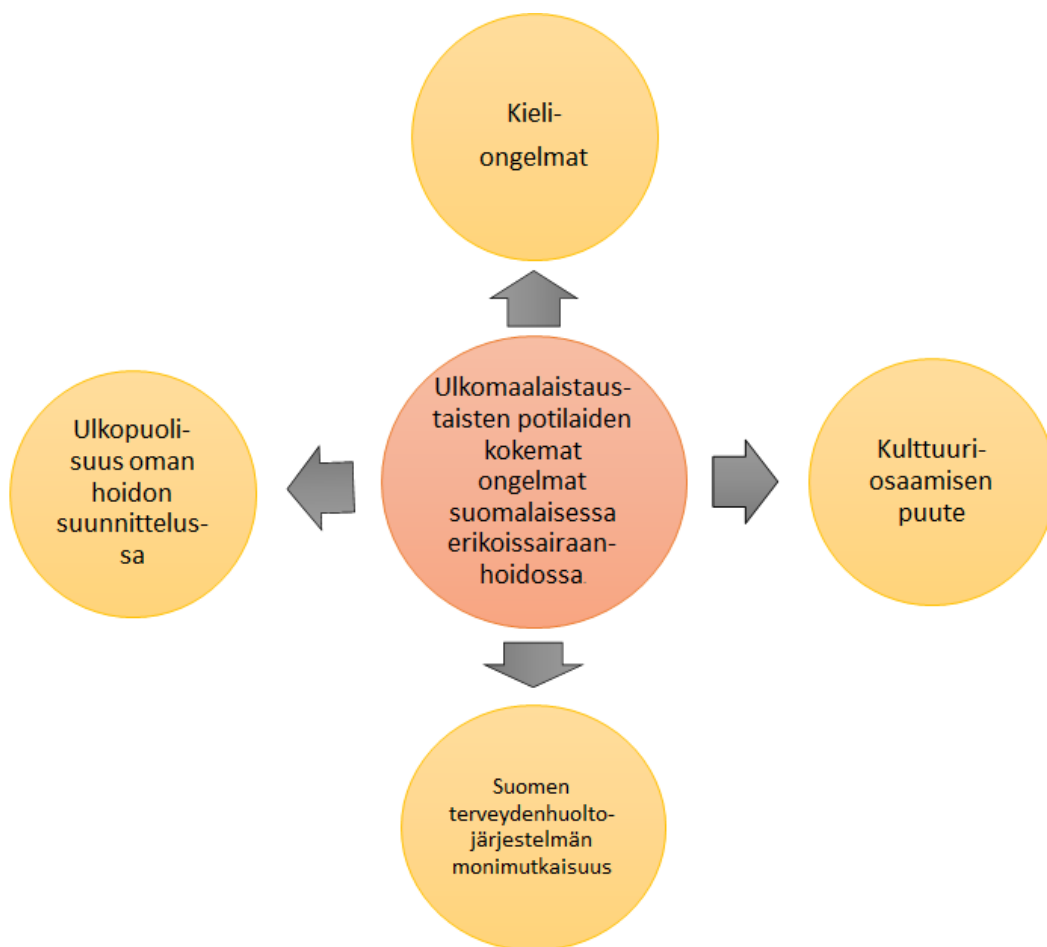 Kieli-
ongelmat
Ulkomaalaistaus-
taisten potilaiden
kokemat
ongelmat
suomalaisessa
erikoissairaan-
hoidossa.
Ulkopuoli-
suus oman
hoidon
suunnittelus-
sa
Kulttuuri-
osaamisen
puute
Suomen
terveydenhuolto-
järjestelmän
monimutkaisuus